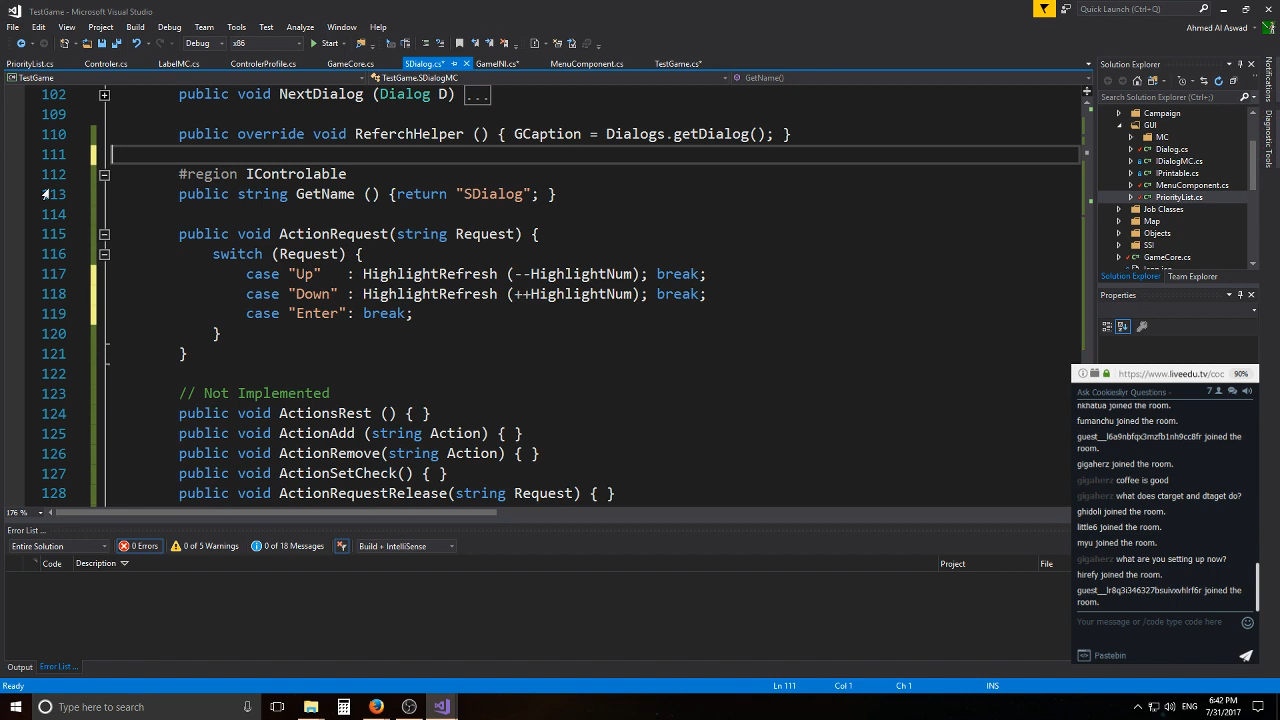 TestGame - Microsoft Visual Studio
Quick Launch (Ctrl+Q)
File Edit View Project Build Debug Team Tools Test Analyze Window Help
Ahmed Al Aswad
Debug x86 Start
PriorityList.cs Controler.cs LabelMC.cs ControlerProfile.cs GameCore.cs SDialog.cs* GameINI.cs* MenuComponent.cs TestGame.cs*
Solution Explorer
TestGame TestGame.SDialogMC GetName()
Search Solution Explorer (Ctrl+;)
Notifications
Diagnostic Tools
102 public void NextDialog (Dialog D) ...
109
110 public override void ReferchHelper () { GCaption = Dialogs.getDialog(); }
111
112 #region IControlable
113 public string GetName () {return "SDialog"; }
114
115 public void ActionRequest(string Request) {
116 switch (Request) {
117 case "Up" : HighlightRefresh (--HighlightNum); break;
118 case "Down" : HighlightRefresh (++HighlightNum); break;
119 case "Enter": break;
120 }
121 }
122
123 // Not Implemented
124 public void ActionsRest () { }
125 public void ActionAdd (string Action) { }
126 public void ActionRemove(string Action) { }
127 public void ActionSetCheck() { }
128 public void ActionRequestRelease(string Request) { }
Campaign
GUI
MC
Dialog.cs
IDialogMC.cs
IPrintable.cs
MenuComponent.cs
PriorityList.cs
Job Classes
Map
Objects
SSI
GameCore.cs
Icon.ico
Solution Explorer Team Explorer
Properties
https://www.liveedu.tv/coc 90%
Ask Cookieslyr Questions - 7
nkhatua joined the room.
fumanchu joined the room.
guest__l6a9nbfqx3mzfb1nh9cc8fr joined the
room.
gigaherz joined the room.
gigaherz coffee is good
gigaherz what does ctarget and dtaget do?
ghidoli joined the room.
little6 joined the room.
myu joined the room.
gigaherz what are you setting up now?
hirefy joined the room.
guest__lr8q3i346327bsuivxvhlrf6r joined the
room.
Your message or /code type code here
Pastebin
176 %
Error List ...
Entire Solution 0 Errors 0 of 5 Warnings 0 of 18 Messages Build + IntelliSense
Code Description Project File
Output Error List ...
Ready Ln 111 Col 1 Ch 1 INS
Type here to search
ENG
6:42 PM
7/31/2017